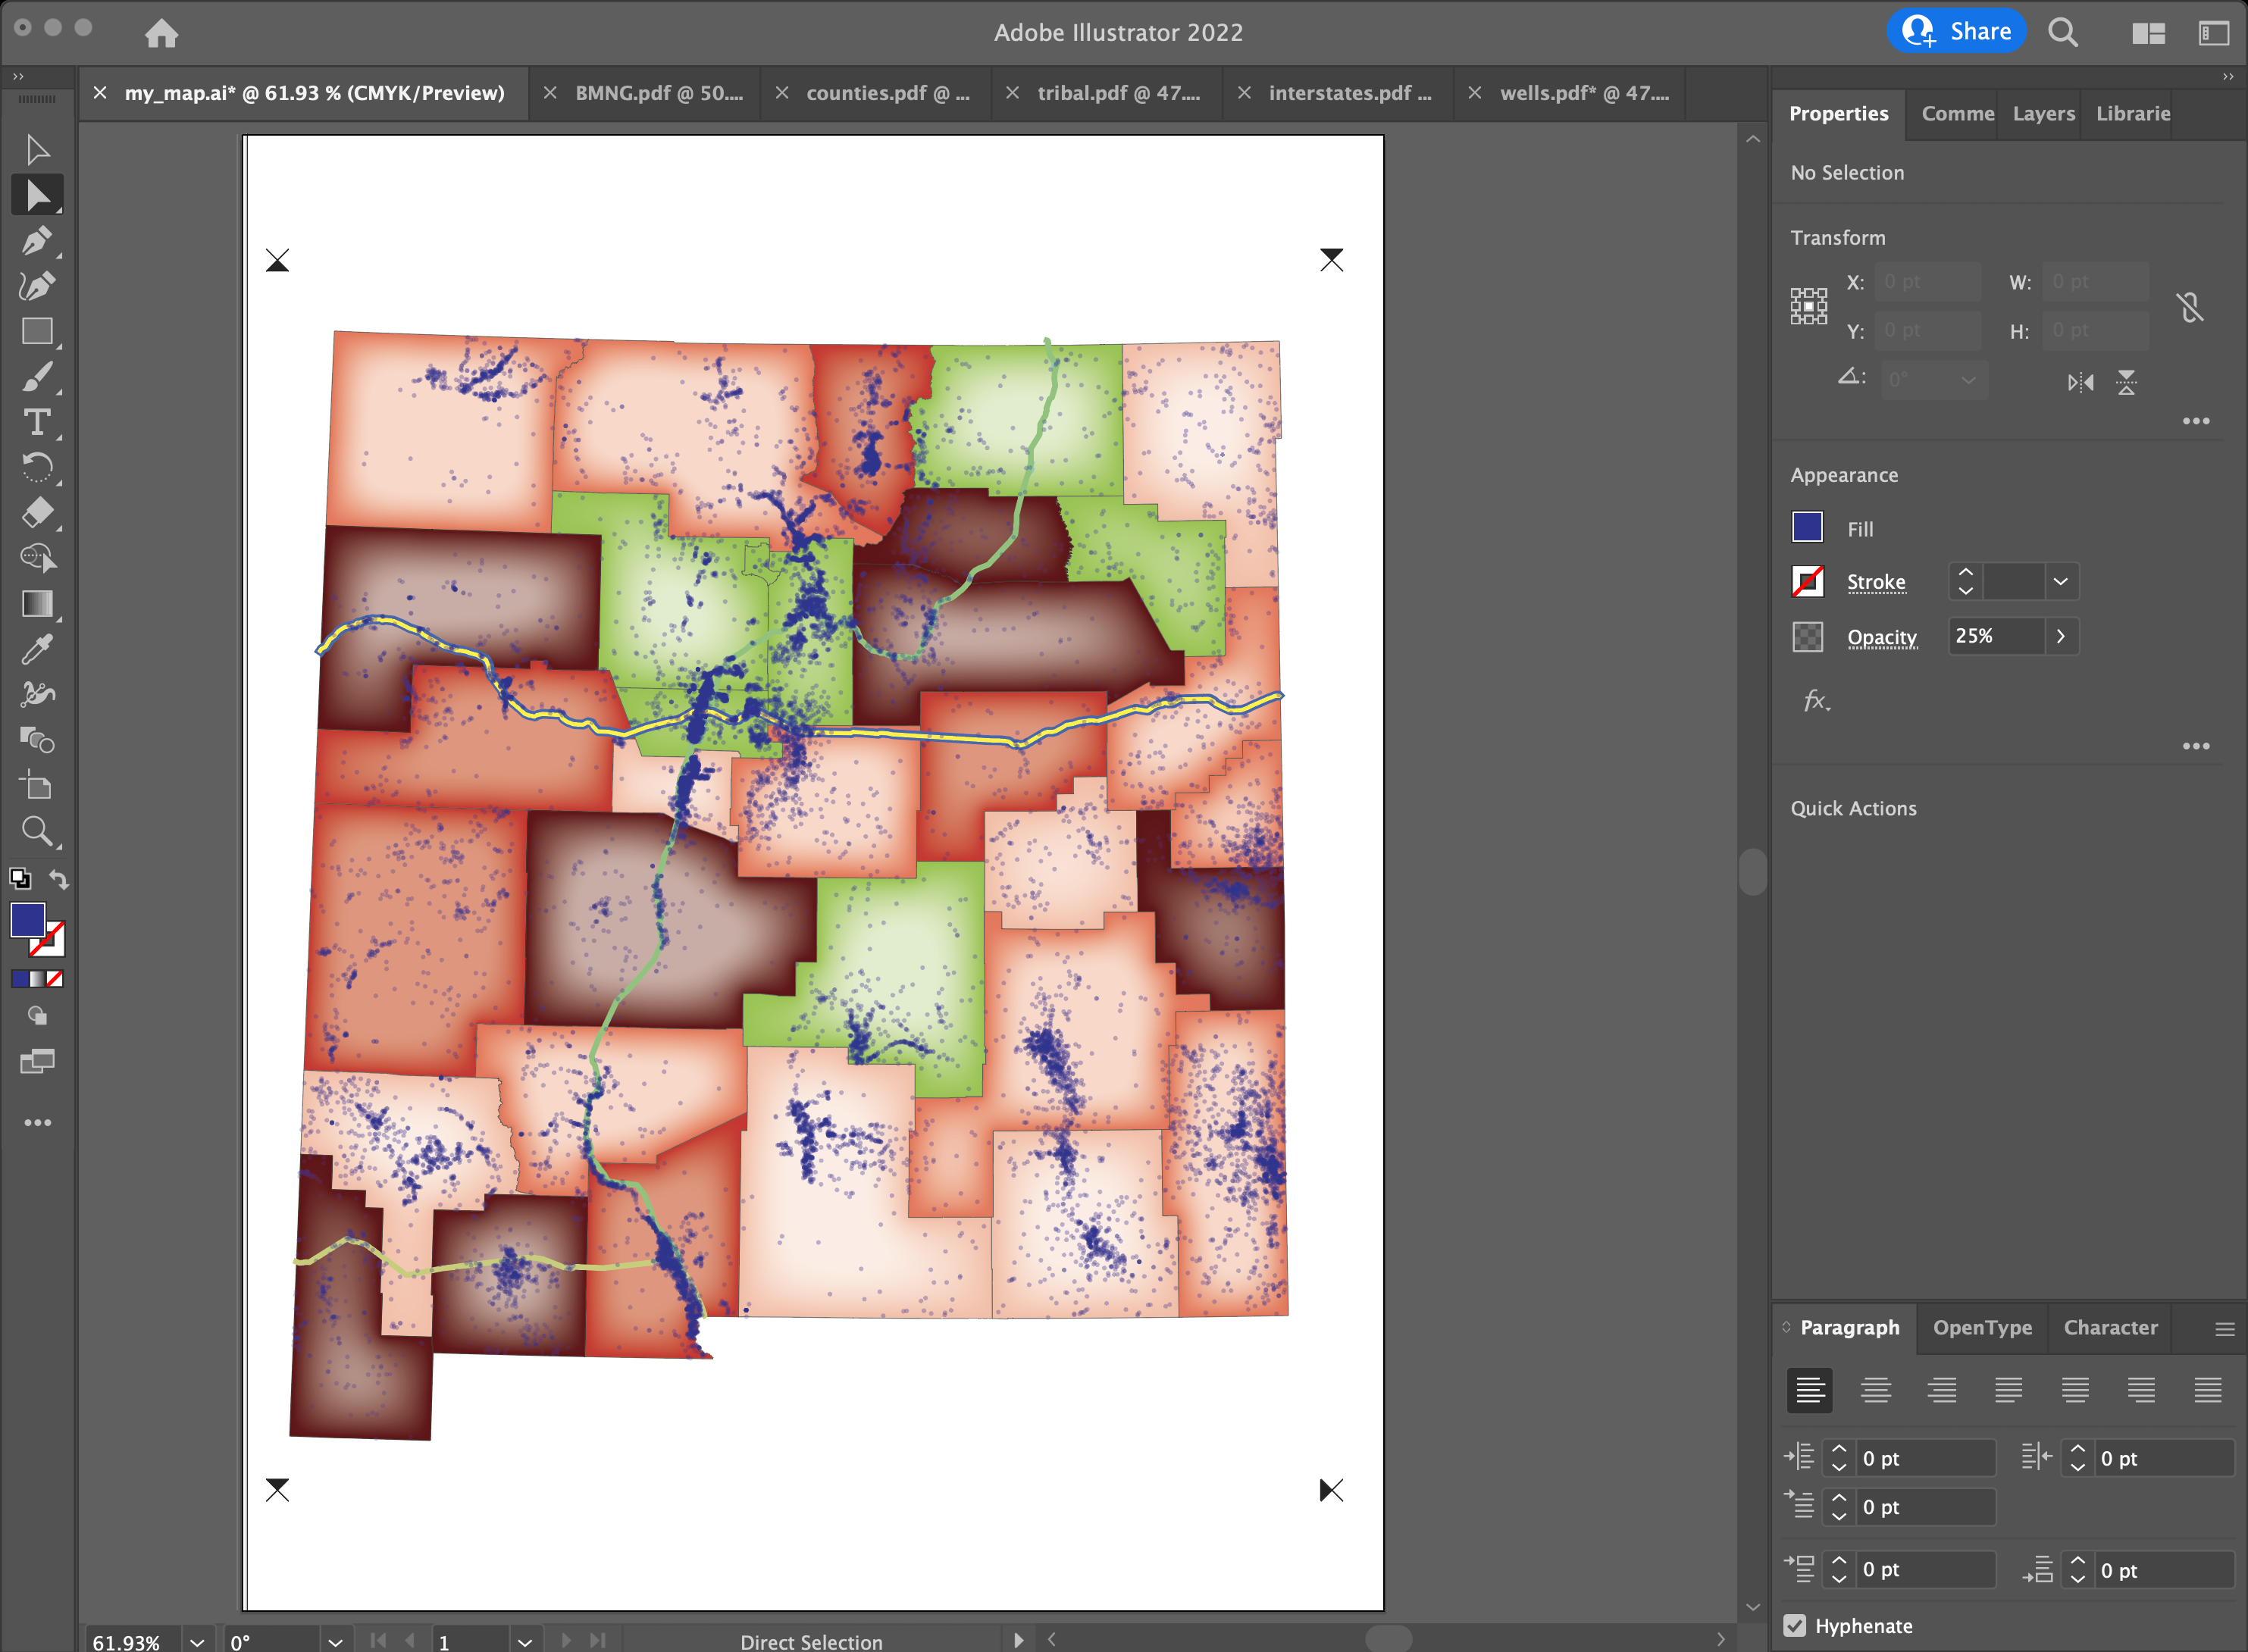 Adobe Illustrator 2022
Share
my_map.ai* @ 61.93 % (CMYK/Preview)
BMNG.pdf @ 50....
counties.pdf @ ...
tribal.pdf @ 47....
interstates.pdf ...
wells.pdf* @ 47....
Properties
Comme
Layers
Librarie
No Selection
Transform
X: 0 pt
W: 0 pt
Y: 0 pt
H: 0 pt
0°
Appearance
Fill
Stroke
Opacity 25%
fx.
Quick Actions
Paragraph
OpenType
Character
0 pt
0 pt
0 pt
0 pt
0 pt
Hyphenate
61.93%
0°
1
Direct Selection